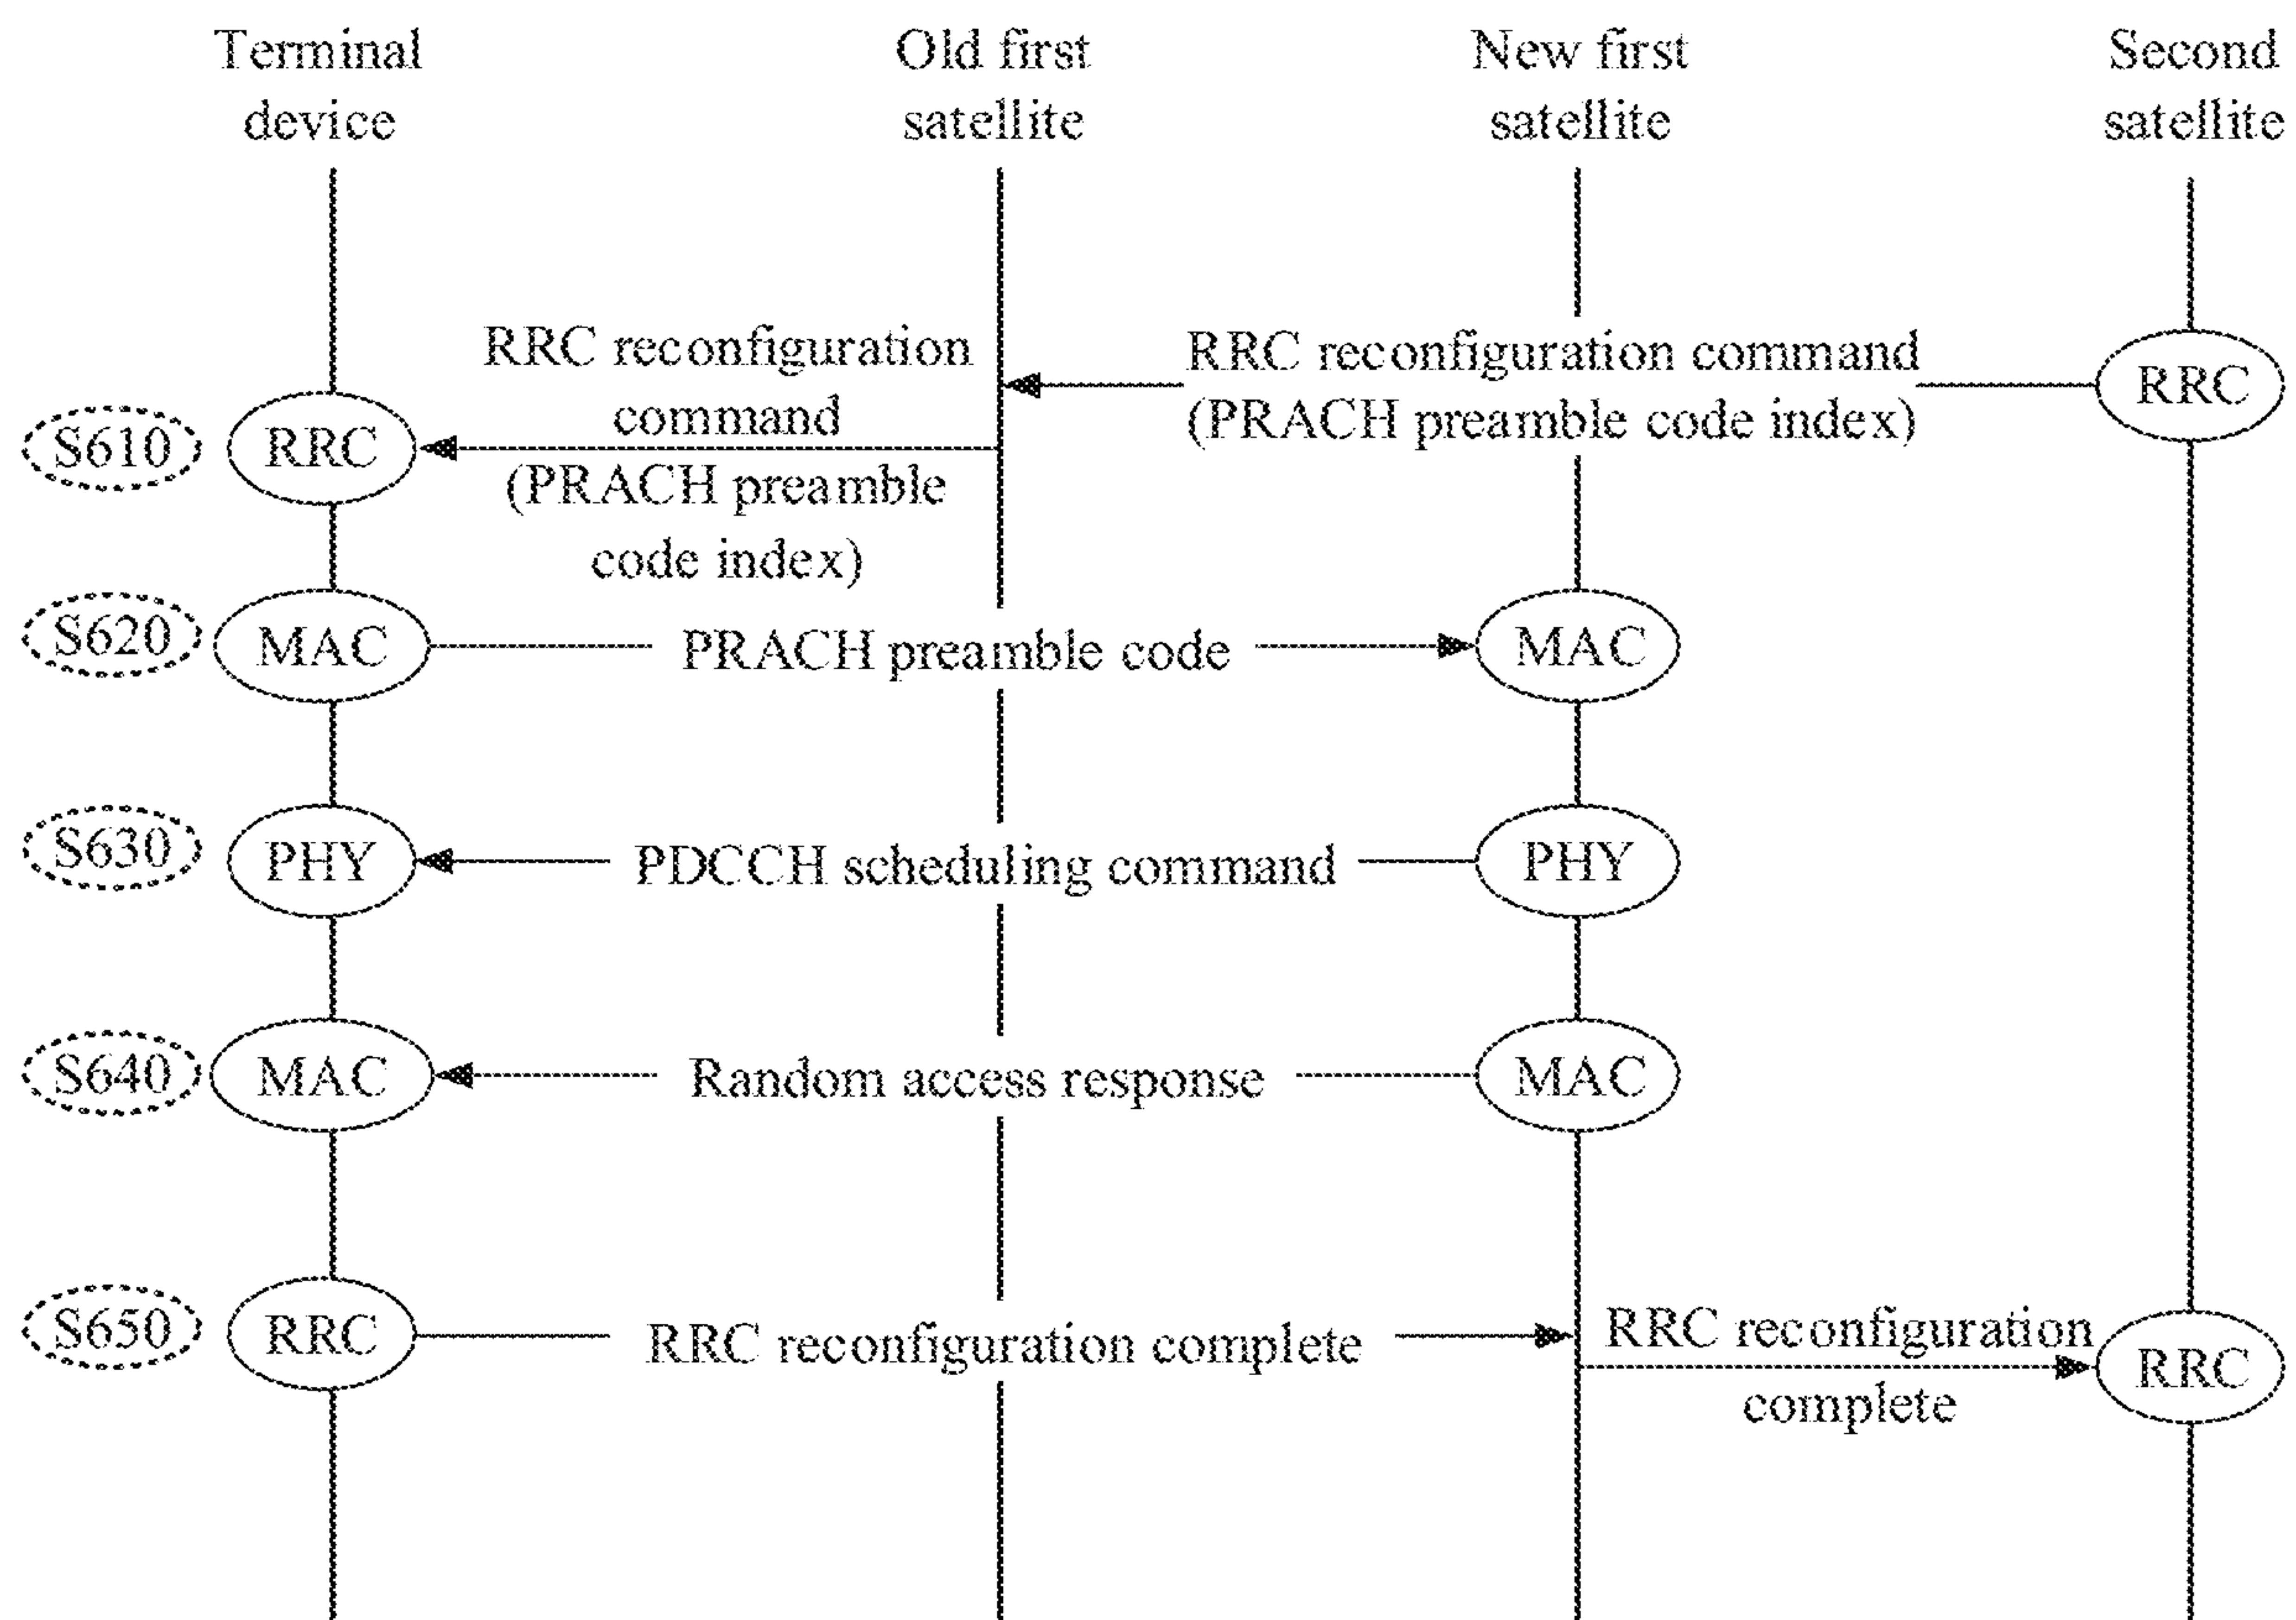 Terminal
device
Old first
satellite
New first
satellite
Second
satellite
RRC reconfiguration
command
(PRACH preamble
code index)
RRC reconfiguration command
(PRACH preamble code index)
RRC
S610
RRC
S620
MAC
PRACH preamble code
MAC
S630
PHY
PDCCH scheduling command
PHY
S640
MAC
Random access response
MAC
S650
RRC
RRC reconfiguration complete
RRC reconfiguration
complete
RRC